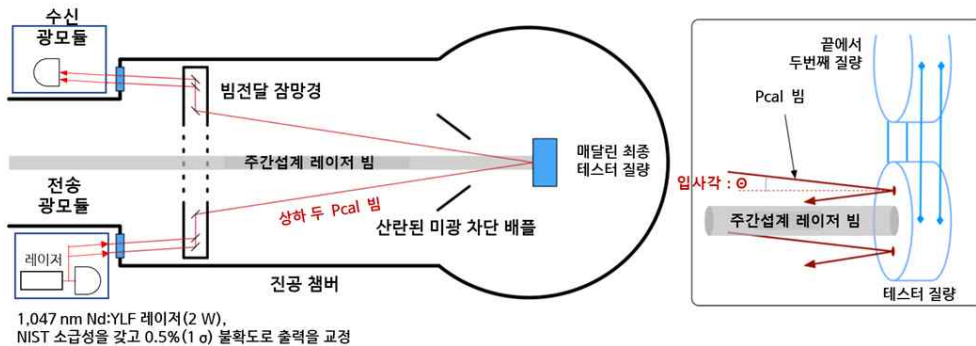 수신
광모듈
빔전달 잠망경
주간섭계 레이저 빔
매달린 최종
테스터 질량
전송
광모듈
상하 두 Pcal 빔
산란된 미광 차단 배플
레이저
진공 챔버
1,047 nm Nd:YLF 레이저(2 W),
NIST 소급성을 갖고 0.5%(1 σ) 불확도로 출력을 교정
끝에서
두번째 질량
Pcal 빔
입사각 : Θ
주간섭계 레이저 빔
테스터 질량